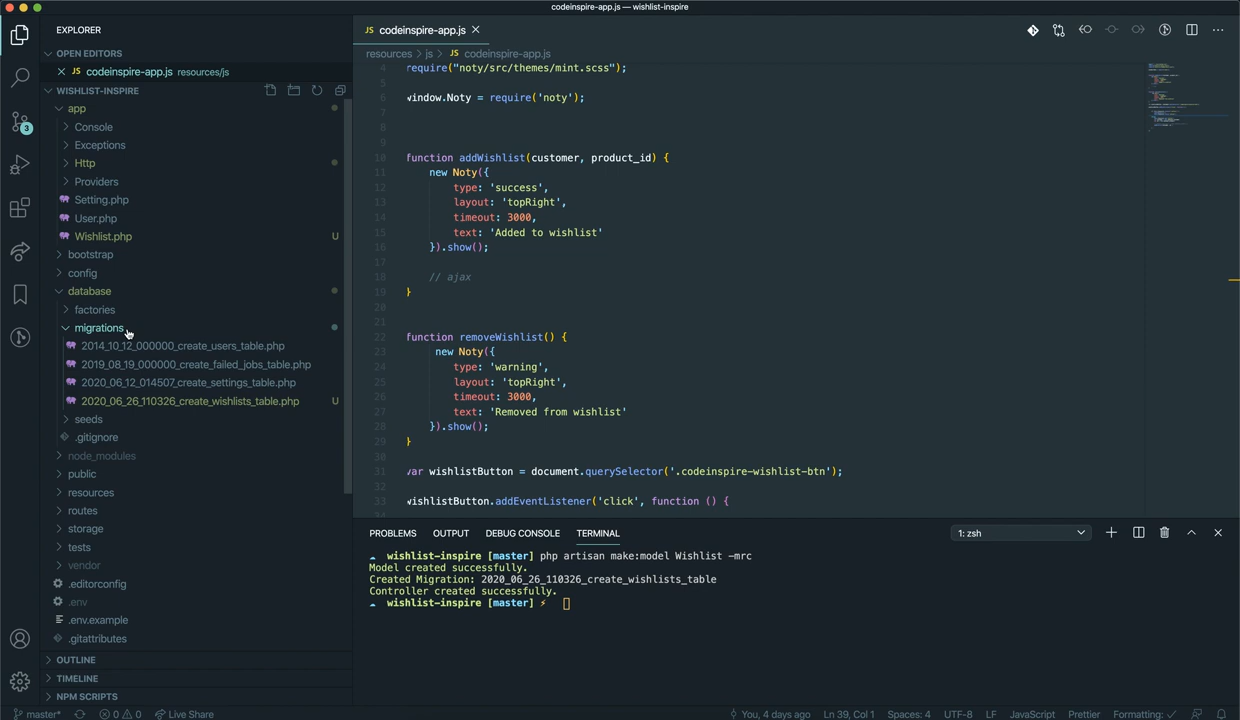 codeinspire-app.js — wishlist-inspire
EXPLORER
OPEN EDITORS
JS codeinspire-app.js resources/js
WISHLIST-INSPIRE
app
Console
Exceptions
Http
Providers
Setting.php
User.php
Wishlist.php U
bootstrap
config
database
factories
migrations
2014_10_12_000000_create_users_table.php
2019_08_19_000000_create_failed_jobs_table.php
2020_06_12_014507_create_settings_table.php
2020_06_26_110326_create_wishlists_table.php U
seeds
.gitignore
node_modules
public
resources
routes
storage
tests
vendor
.editorconfig
.env
.env.example
.gitattributes
OUTLINE
TIMELINE
NPM SCRIPTS
3
JS codeinspire-app.js
resources > js > JS codeinspire-app.js
4 require("noty/src/themes/mint.scss");
5
6 window.Noty = require('noty');
7
8
9
10 function addWishlist(customer, product_id) {
11 new Noty({
12 type: 'success',
13 layout: 'topRight',
14 timeout: 3000,
15 text: 'Added to wishlist'
16 }).show();
17
18 // ajax
19 }
20
21
22 function removeWishlist() {
23 new Noty({
24 type: 'warning',
25 layout: 'topRight',
26 timeout: 3000,
27 text: 'Removed from wishlist'
28 }).show();
29 }
30
31 var wishlistButton = document.querySelector('.codeinspire-wishlist-btn');
32
33 wishlistButton.addEventListener('click', function () {
PROBLEMS OUTPUT DEBUG CONSOLE TERMINAL 1: zsh
wishlist-inspire [master] php artisan make:model Wishlist -mrc
Model created successfully.
Created Migration: 2020_06_26_110326_create_wishlists_table
Controller created successfully.
wishlist-inspire [master] ⚡
master* 0 0 Live Share You, 4 days ago Ln 39, Col 1 Spaces: 4 UTF-8 LF JavaScript Prettier Formatting: ✓